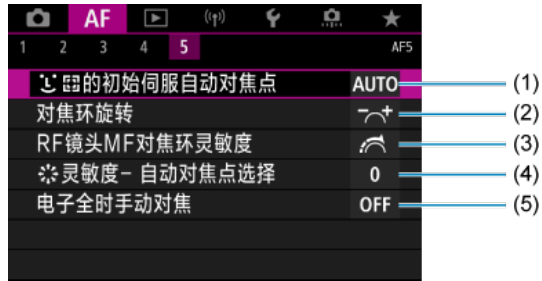 AF
1 2 3 4 5 AF5
的初始伺服自动对焦点 AUTO (1)
对焦环旋转 (2)
RF镜头MF对焦环灵敏度 (3)
灵敏度- 自动对焦点选择 0 (4)
电子全时手动对焦 OFF (5)